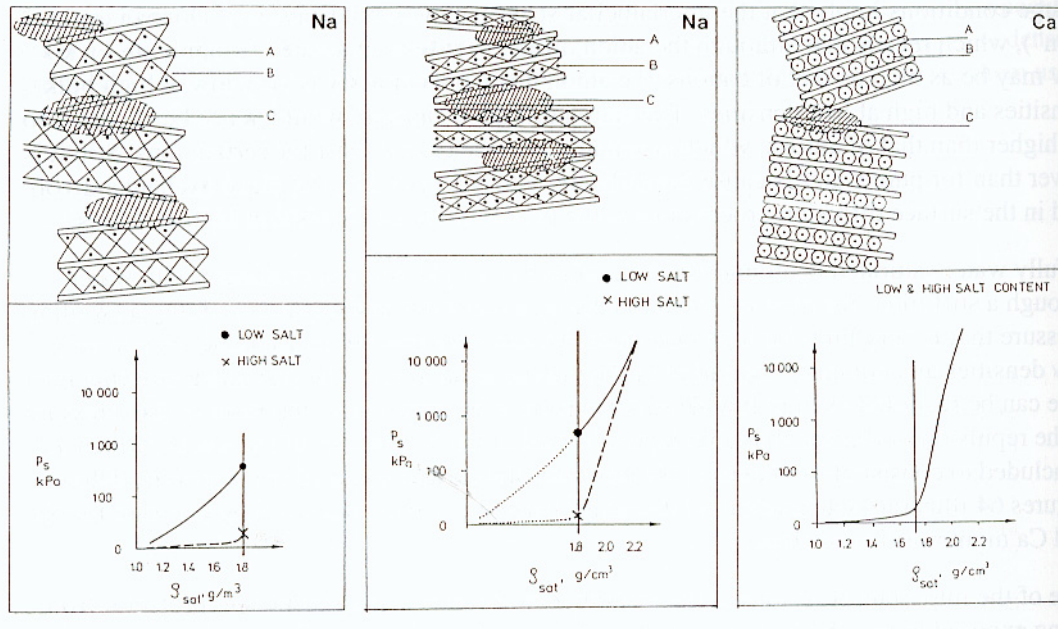 Na
A
B
C
LOW SALT
HIGH SALT
10 000
1 000
100
0
Ps
kPa
1.0 1.2 1.4 1.6 1.8
ρsat, g/m³
Na
A
B
C
LOW SALT
HIGH SALT
10 000
1 000
100
Ps
kPa
1.8 2.0 2.2
ρsat, g/cm³
Ca
A
B
C
LOW & HIGH SALT CONTENT
10 000
1 000
100
0
Ps
kPa
1.0 1.2 1.4 1.6 1.8 2.0 2.2
ρsat, g/cm³